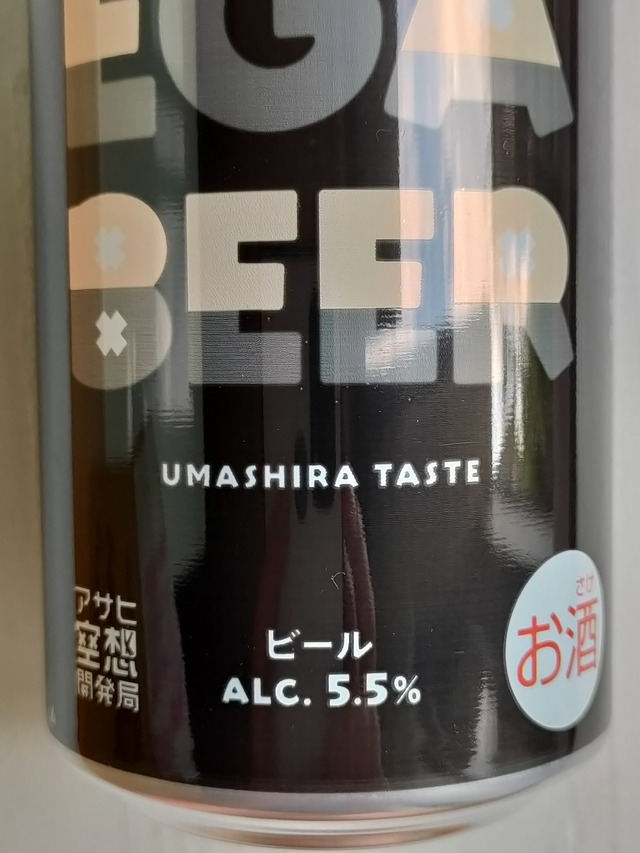 EGA
BEER
UMASHIRA TASTE
アサヒ
空想
開発局
ビール
ALC. 5.5%
さけ
お酒